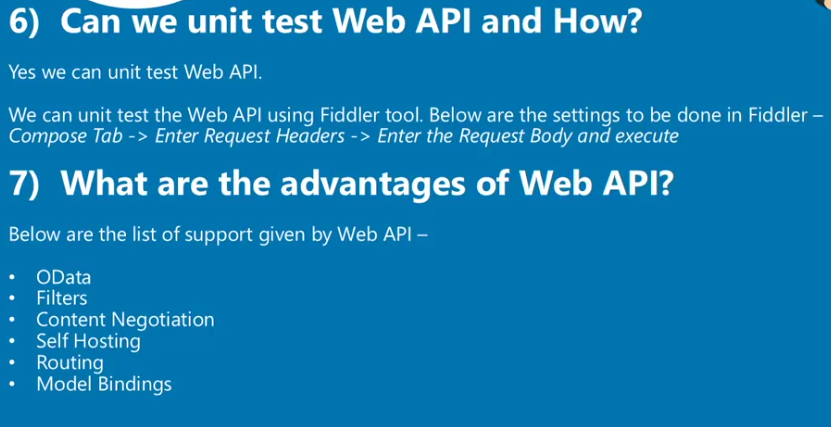 6) Can we unit test Web API and How?
Yes we can unit test Web API.
We can unit test the Web API using Fiddler tool. Below are the settings to be done in Fiddler –
Compose Tab -> Enter Request Headers -> Enter the Request Body and execute
7) What are the advantages of Web API?
Below are the list of support given by Web API –
• OData
• Filters
• Content Negotiation
• Self Hosting
• Routing
• Model Bindings